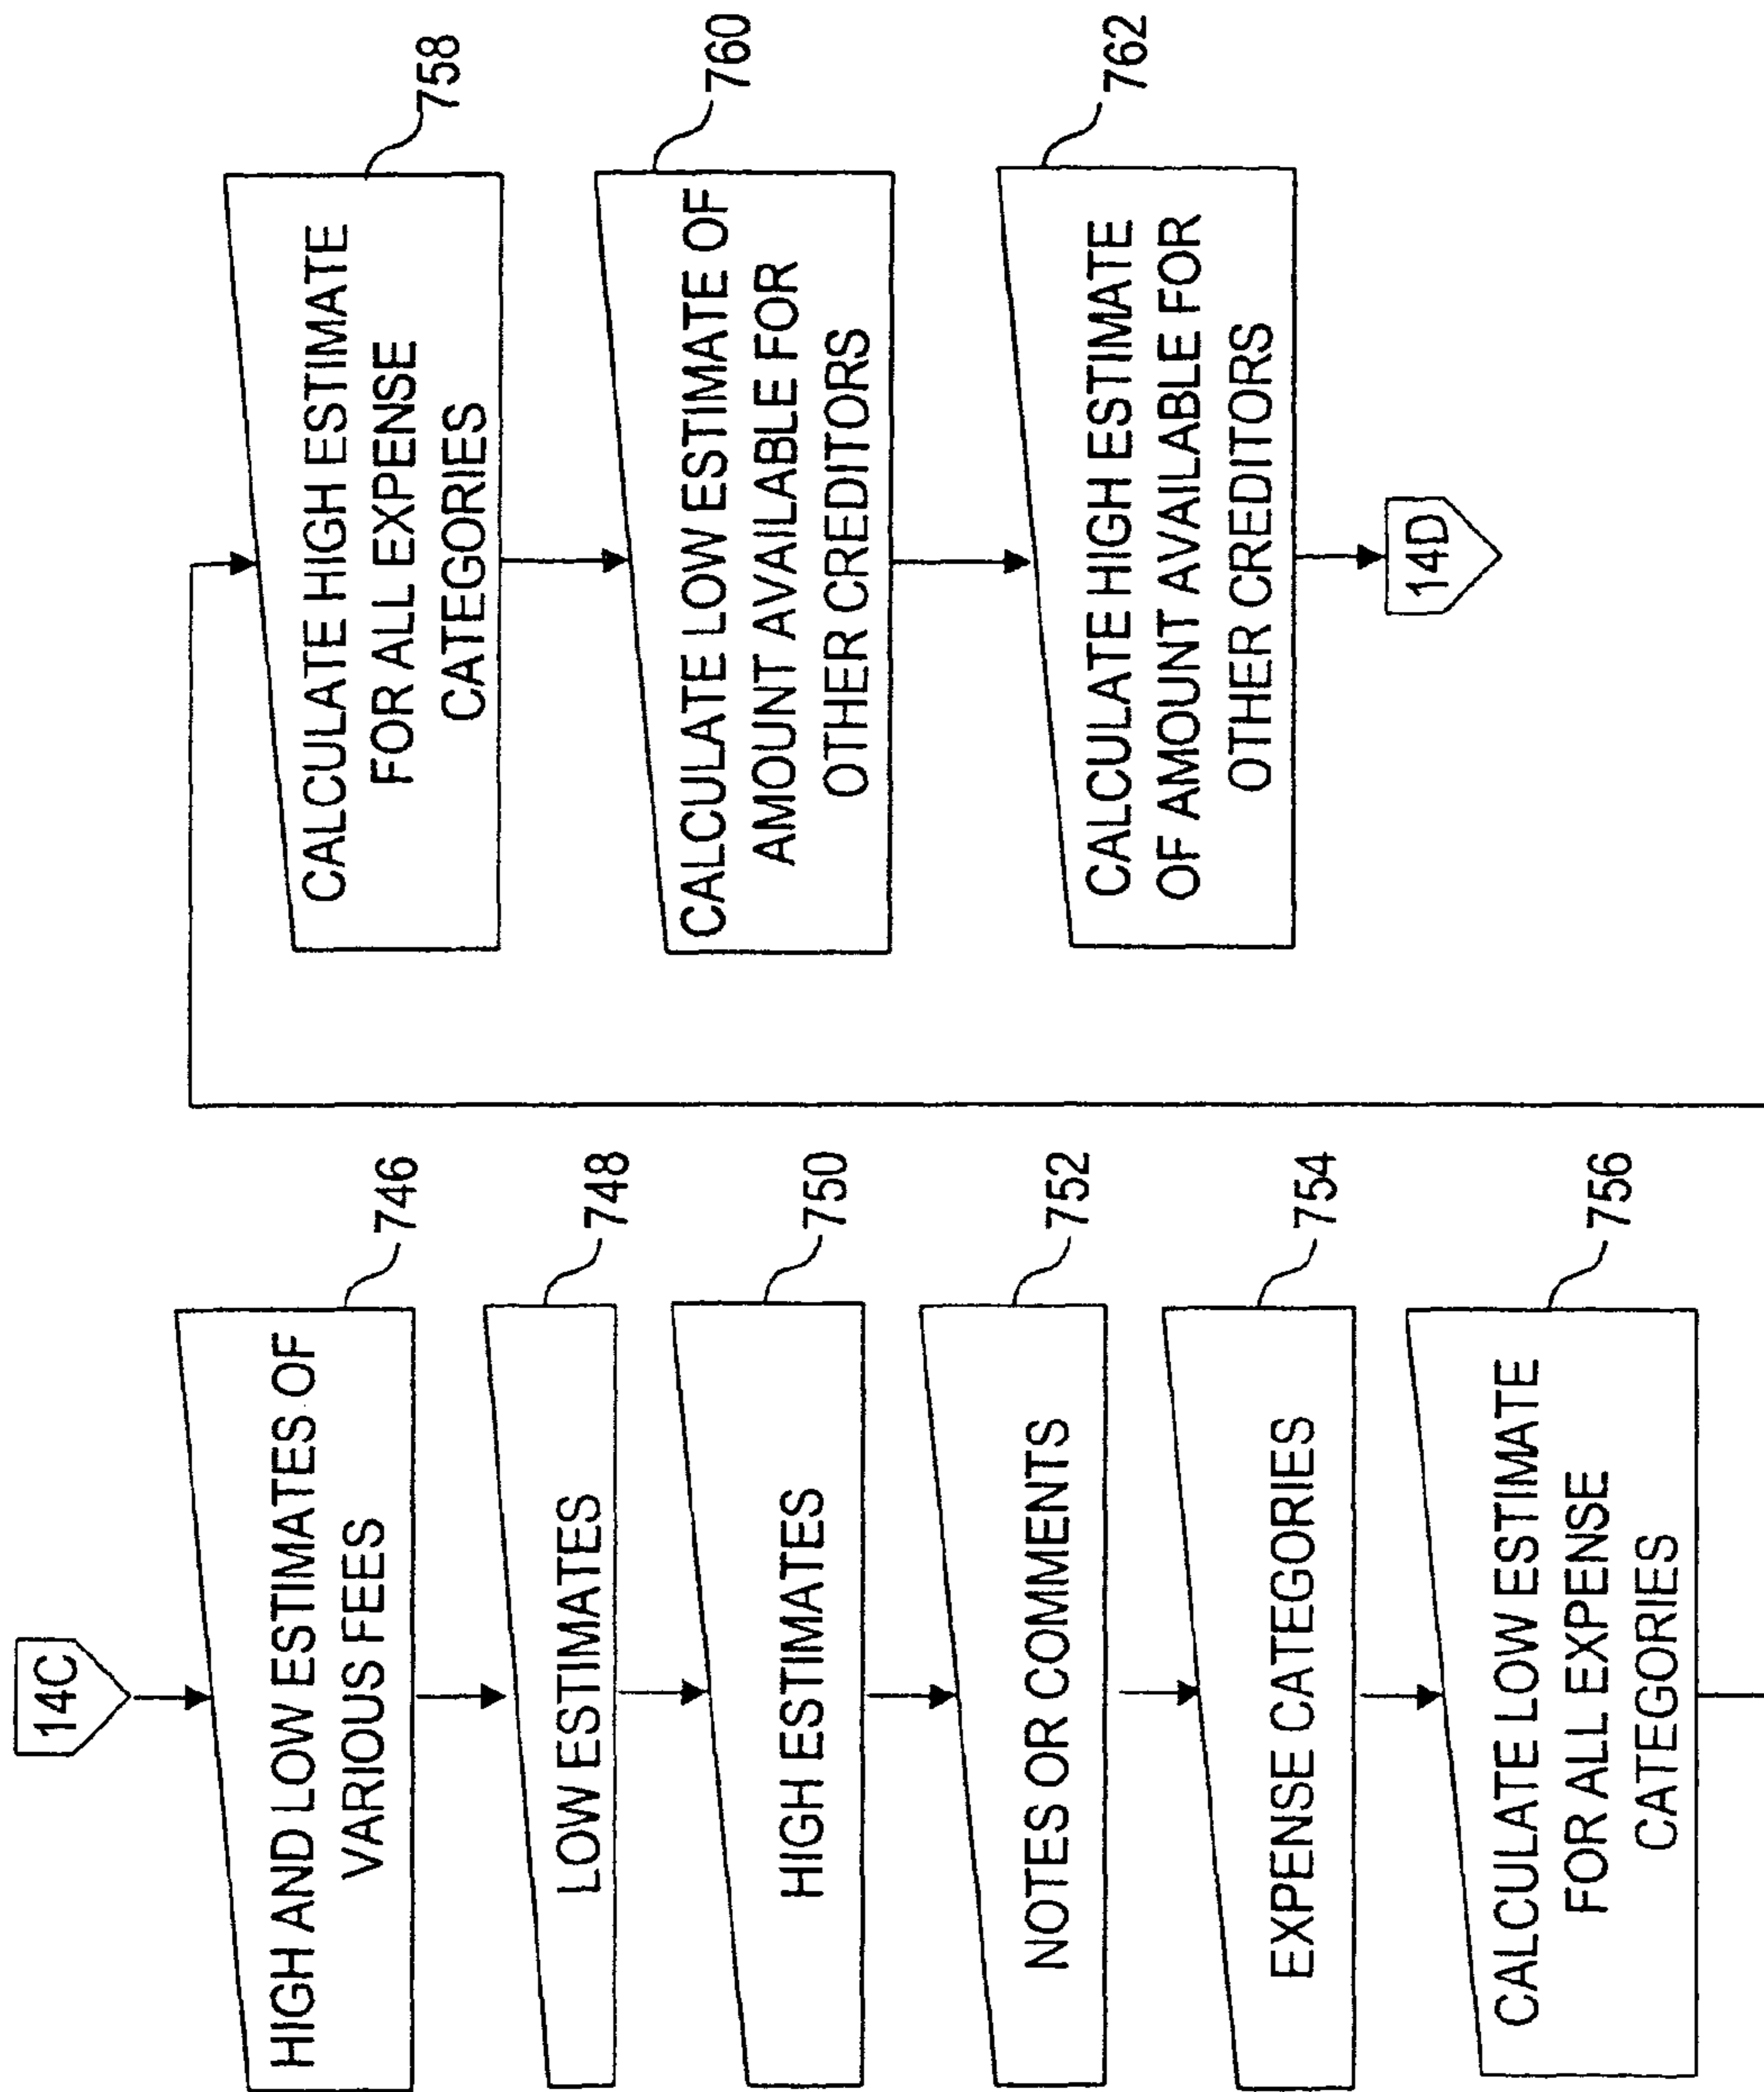 14C
HIGH AND LOW ESTIMATES OF
VARIOUS FEES
746
LOW ESTIMATES
748
HIGH ESTIMATES
750
NOTES OR COMMENTS
752
EXPENSE CATEGORIES
754
CALCULATE LOW ESTIMATE
FOR ALL EXPENSE
CATEGORIES
756
CALCULATE HIGH ESTIMATE
FOR ALL EXPENSE
CATEGORIES
758
CALCULATE LOW ESTIMATE OF
AMOUNT AVAILABLE FOR
OTHER CREDITORS
760
CALCULATE HIGH ESTIMATE
OF AMOUNT AVAILABLE FOR
OTHER CREDITORS
762
14D